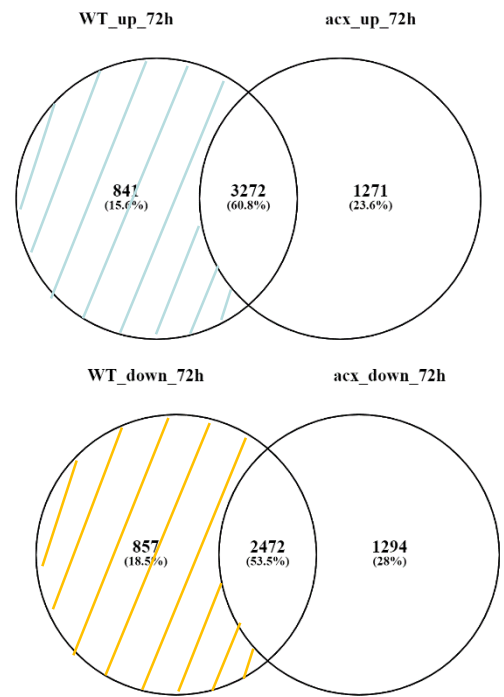 WT_up_72h acx_up_72h
841 3272 1271
(15.6%) (60.8%) (23.6%)
WT_down_72h acx_down_72h
857 2472 1294
(18.5%) (53.5%) (28%)